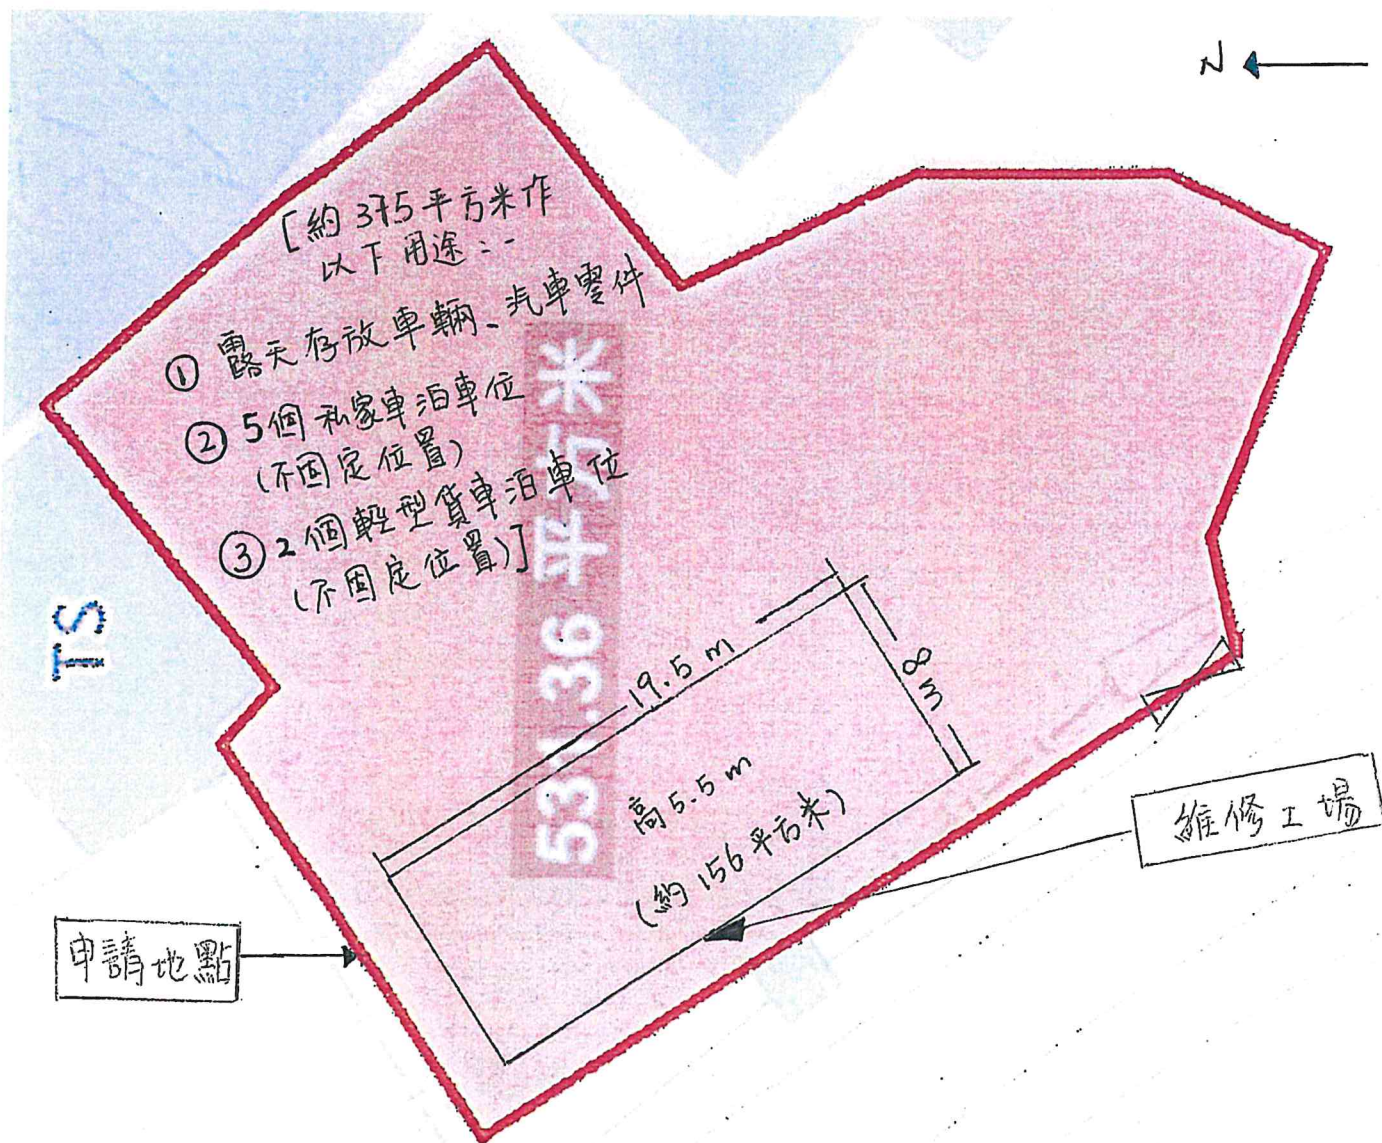 N
[約375平方米作
以下用途:-
① 露天存放車輛、汽車零件
② 5個私家車泊車位
(不固定位置)
③ 2個輕型貨車泊車位
(不固定位置)]
531.36 平方米
TS
19.5 m
8 m
高 5.5 m
(約 156 平方米)
維修工場
申請地點